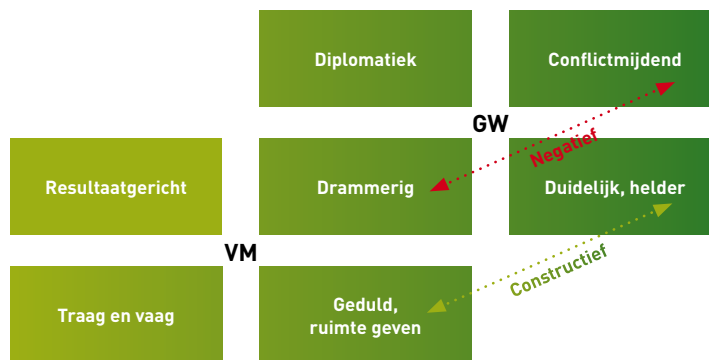 Diplomatiek
Conflictmijdend
GW
Negatief
Resultaatgericht
Drammerig
Duidelijk, helder
VM
Constructief
Traag en vaag
Geduld,
ruimte geven